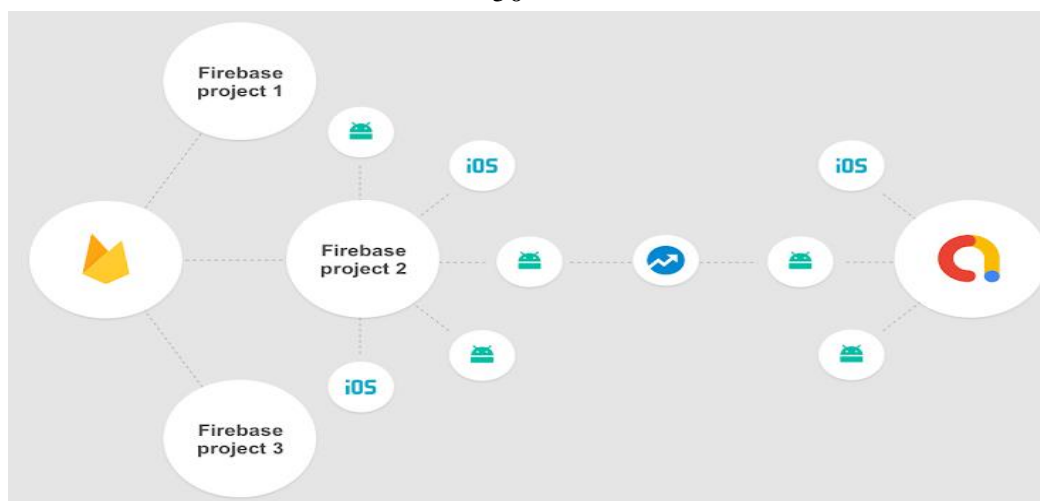 Firebase
project 1
iOS
iOS
Firebase
project 2
iOS
Firebase
project 3